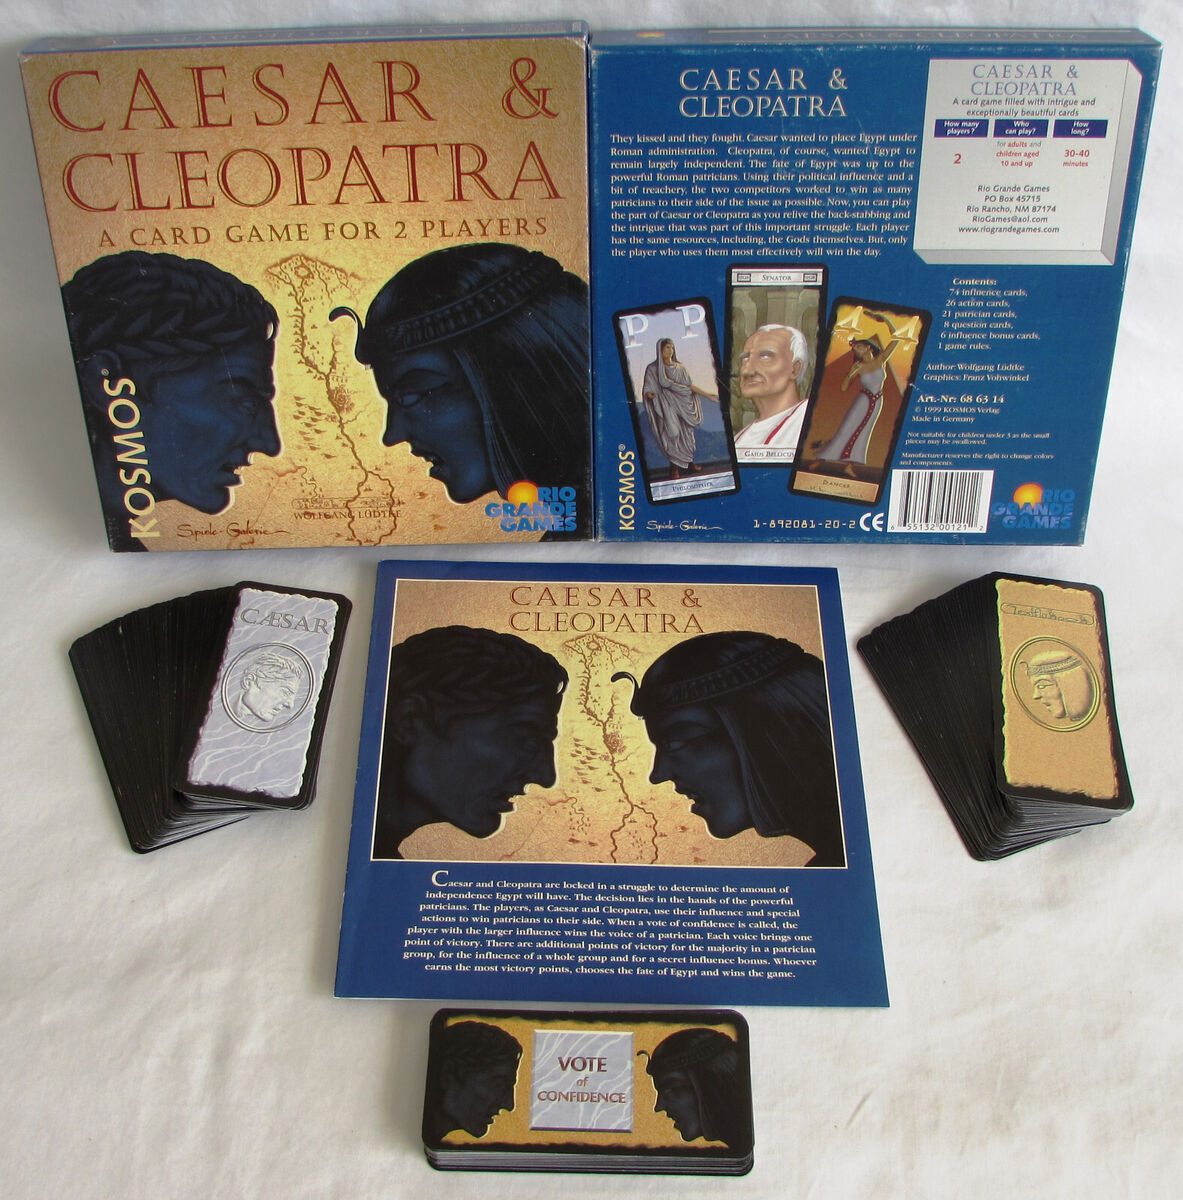 CAESAR &
CLEOPATRA
A CARD GAME FOR 2 PLAYERS
KOSMOS®
WOLFGANG LÜDTKE
Spiele-Galerie
RIO
GRANDE
GAMES
CAESAR & CLEOPATRA
CAESAR &
CLEOPATRA
They kissed and they fought. Caesar wanted to place Egypt under
Roman administration. Cleopatra, of course, wanted Egypt to
remain largely independent. The fate of Egypt was up to the
powerful Roman patricians. Using their political influence and a
bit of treachery, the two competitors worked to win as many
patricians to their side of the issue as possible. Now, you can play
the part of Caesar or Cleopatra as you relive the back-stabbing and
the intrigue that was part of this important struggle. Each player
has the same resources, including, the Gods themselves. But, only
the player who uses them most effectively will win the day.
CAESAR &
CLEOPATRA
A card game filled with intrigue and
exceptionally beautiful cards
How many
players?
Who
can play?
How
long?
2
for adults and
children aged
10 and up
30-40
minutes
Rio Grande Games
PO Box 45715
Rio Rancho, NM 87174
RioGames@aol.com
www.riograndegames.com
Contents:
74 influence cards,
26 action cards,
21 patrician cards,
8 question cards,
6 influence bonus cards,
1 game rules.
Author: Wolfgang Lüdtke
Graphics: Franz Vohwinkel
Art.-Nr: 68 63 14
© 1999 KOSMOS Verlag
Made in Germany
Not suitable for children under 3 as the small
pieces may be swallowed.
Manufacturer reserves the right to change colors
and components.
P P
PHILOSOPHER
SENATOR
GAIUS BELLICUS
A A
DANCER
KOSMOS®
Spiele-Galerie
1-892081-20-2
CE
6 55132 00121 2
RIO
GRANDE
GAMES
CÆSAR
CAESAR &
CLEOPATRA
Caesar and Cleopatra are locked in a struggle to determine the amount of
independence Egypt will have. The decision lies in the hands of the powerful
patricians. The players, as Caesar and Cleopatra, use their influence and special
actions to win patricians to their side. When a vote of confidence is called, the
player with the larger influence wins the voice of a patrician. Each voice brings one
point of victory. There are additional points of victory for the majority in a patrician
group, for the influence of a whole group and for a secret influence bonus. Whoever
earns the most victory points, chooses the fate of Egypt and wins the game.
VOTE
of
CONFIDENCE